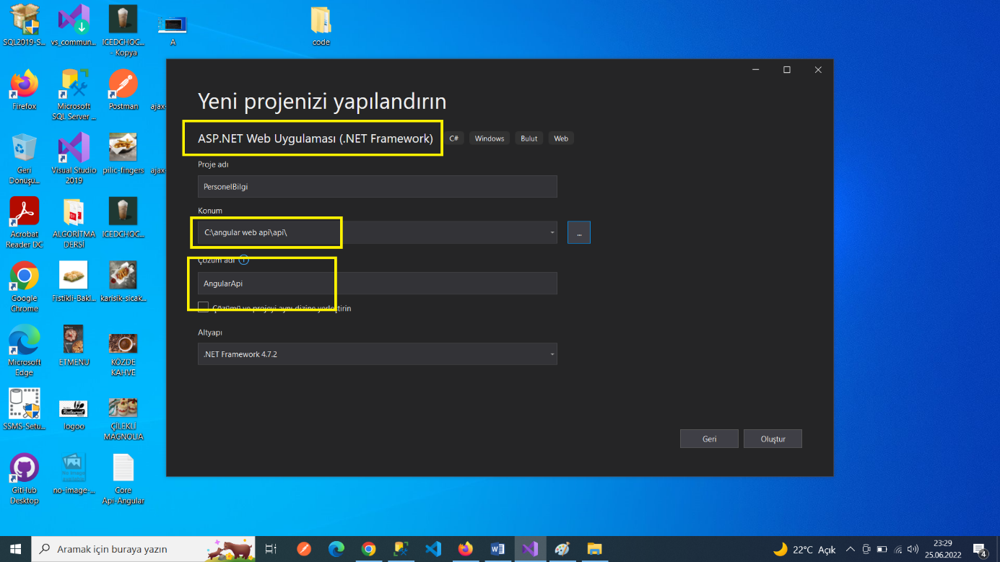 SQL2019-S...
vs_commun...
ICEDCHOC...
- Kopya
A
code
Firefox
Microsoft
SQL Server ...
Postman
ajax-
Geri
Dönüşü...
Visual Studio
2019
pilic-fingers
ajax-
Acrobat
Reader DC
ALGORİTMA
DERSİ
ICEDCHOC...
Google
Chrome
Fistikli-Bakl...
karisik-sicak...
Microsoft
Edge
ETMENU
KÖZDE
KAHVE
SSMS-Setu...
logoo
ÇİLEKLİ
MAGNOLIA
GitHub
Desktop
no-image-...
Core
Api-Angular
Yeni projenizi yapılandırın
ASP.NET Web Uygulaması (.NET Framework) C# Windows Bulut Web
Proje adı
PersonelBilgi
Konum
C:\angular web api\api\
...
Çözüm adı
AngularApi
Çözümü ve projeyi aynı dizine yerleştirin
Altyapı
.NET Framework 4.7.2
Geri Oluştur
Aramak için buraya yazın
22°C Açık
23:29
25.06.2022
4